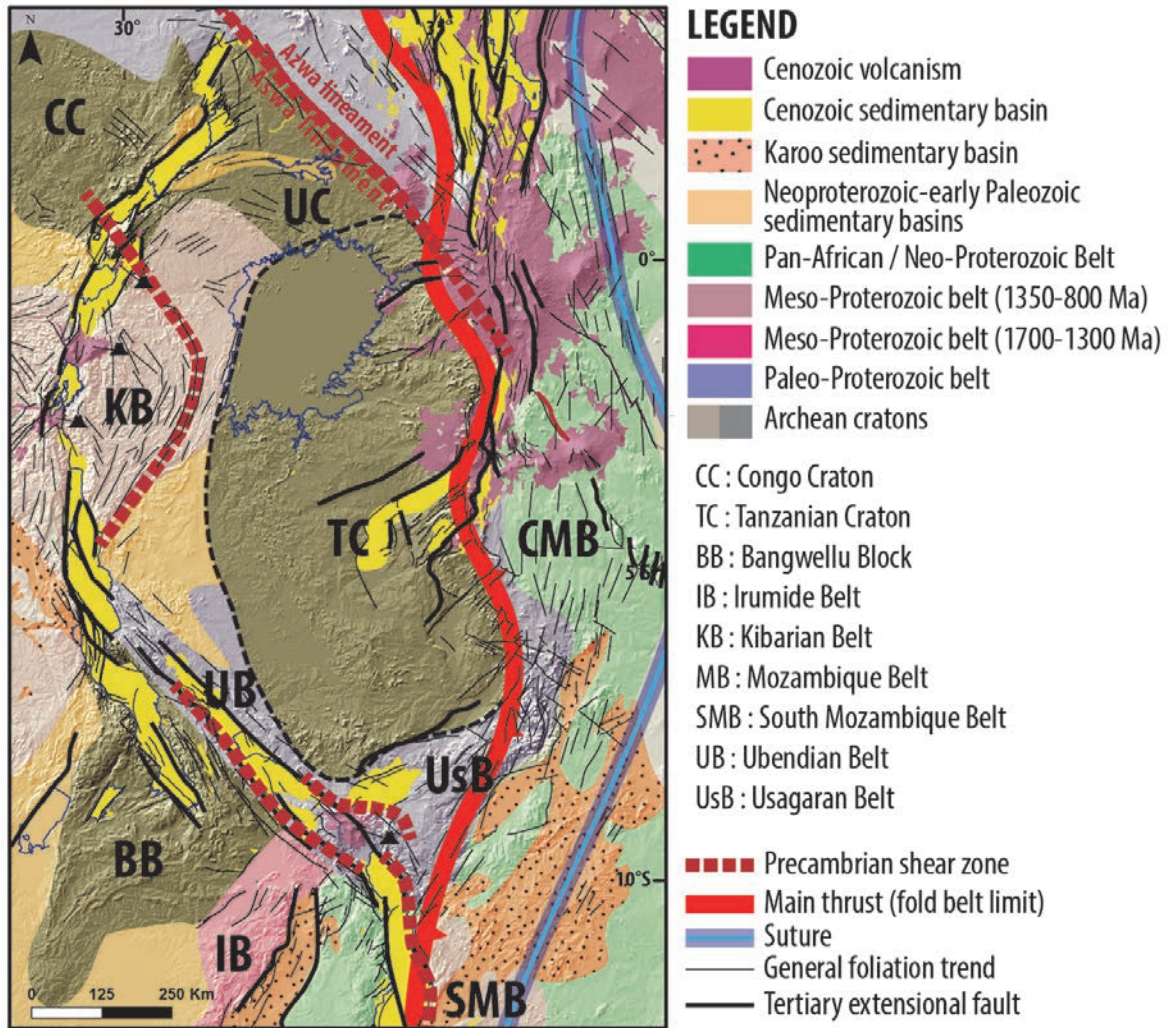 N
30°
35°
Azwa lineament
Aswa lineament
CC
UC
0°
KB
TC
CMB
UB
UsB
BB
10°S
IB
SMB
0 125 250 Km
LEGEND
Cenozoic volcanism
Cenozoic sedimentary basin
Karoo sedimentary basin
Neoproterozoic-early Paleozoic
sedimentary basins
Pan-African / Neo-Proterozoic Belt
Meso-Proterozoic belt (1350-800 Ma)
Meso-Proterozoic belt (1700-1300 Ma)
Paleo-Proterozoic belt
Archean cratons
CC : Congo Craton
TC : Tanzanian Craton
BB : Bangwellu Block
IB : Irumide Belt
KB : Kibarian Belt
MB : Mozambique Belt
SMB : South Mozambique Belt
UB : Ubendian Belt
UsB : Usagaran Belt
Precambrian shear zone
Main thrust (fold belt limit)
Suture
General foliation trend
Tertiary extensional fault